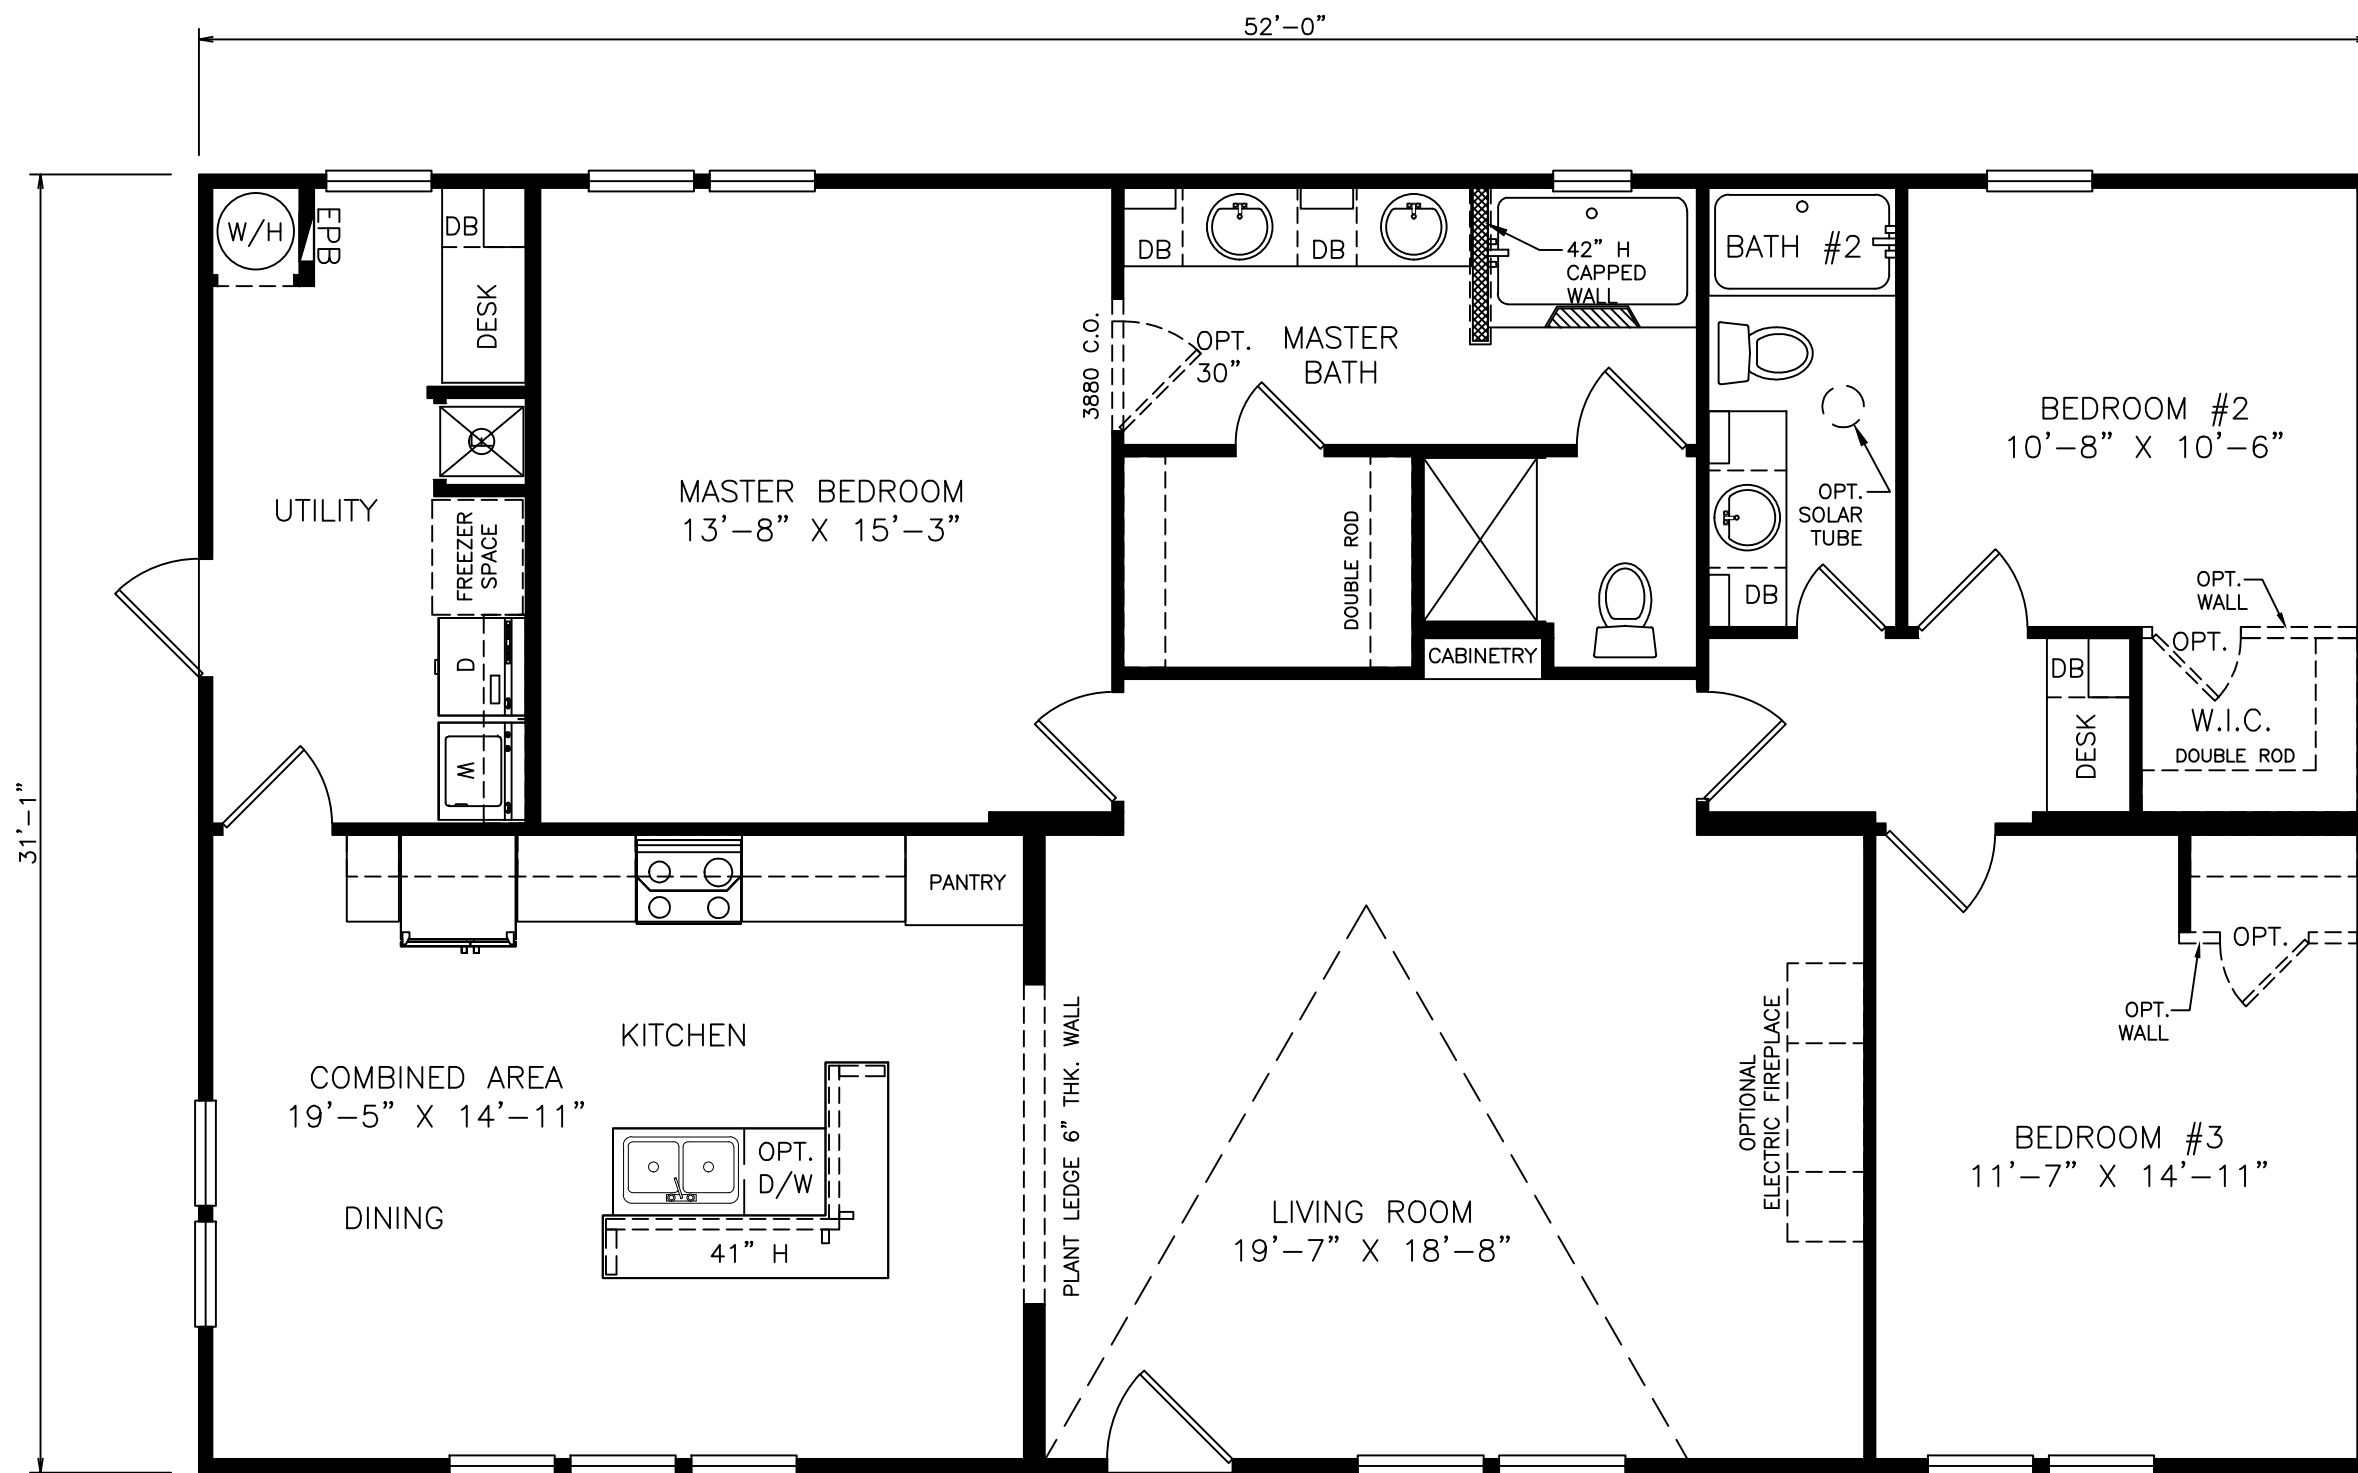 52'-0"
31'-1"
W/H
EPB
DB
DESK
UTILITY
FREEZER
SPACE
D
W
MASTER BEDROOM
13'-8" X 15'-3"
3880 C.O.
OPT.
30"
DB
DB
MASTER
BATH
42" H
CAPPED
WALL
DOUBLE ROD
CABINETRY
BATH #2
OPT.
SOLAR
TUBE
DB
BEDROOM #2
10'-8" X 10'-6"
OPT.
WALL
OPT.
DB
DESK
W.I.C.
DOUBLE ROD
PANTRY
KITCHEN
COMBINED AREA
19'-5" X 14'-11"
DINING
OPT.
D/W
41" H
PLANT LEDGE 6" THK. WALL
LIVING ROOM
19'-7" X 18'-8"
OPTIONAL
ELECTRIC FIREPLACE
OPT.
OPT.
WALL
BEDROOM #3
11'-7" X 14'-11"